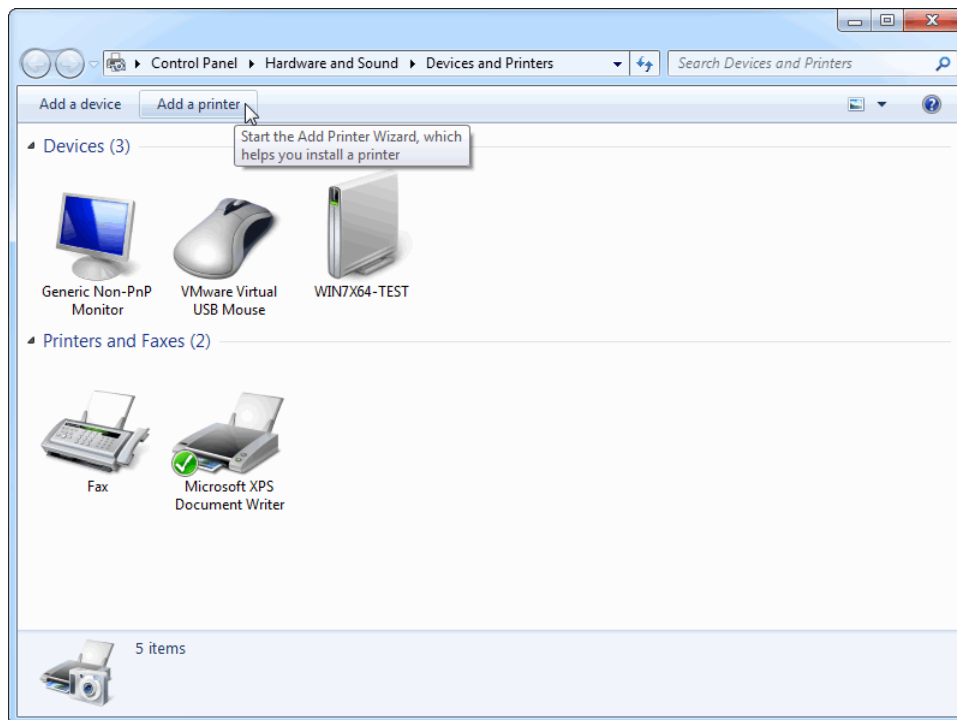 Control Panel Hardware and Sound Devices and Printers
Search Devices and Printers
Add a device Add a printer
Start the Add Printer Wizard, which
helps you install a printer
Devices (3)
Generic Non-PnP
Monitor
VMware Virtual
USB Mouse
WIN7X64-TEST
Printers and Faxes (2)
Fax
Microsoft XPS
Document Writer
5 items